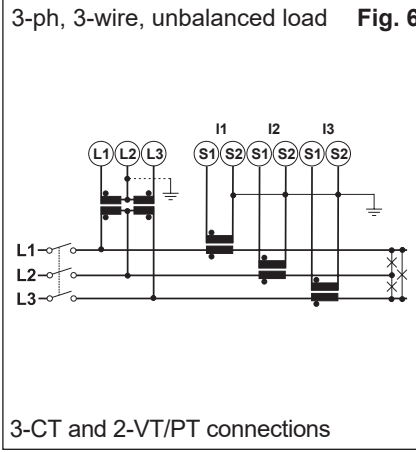 3-ph, 3-wire, unbalanced load Fig. 6
I1 I2 I3
L1 L2 L3 S1 S2 S1 S2 S1 S2
L1
L2
L3
3-CT and 2-VT/PT connections